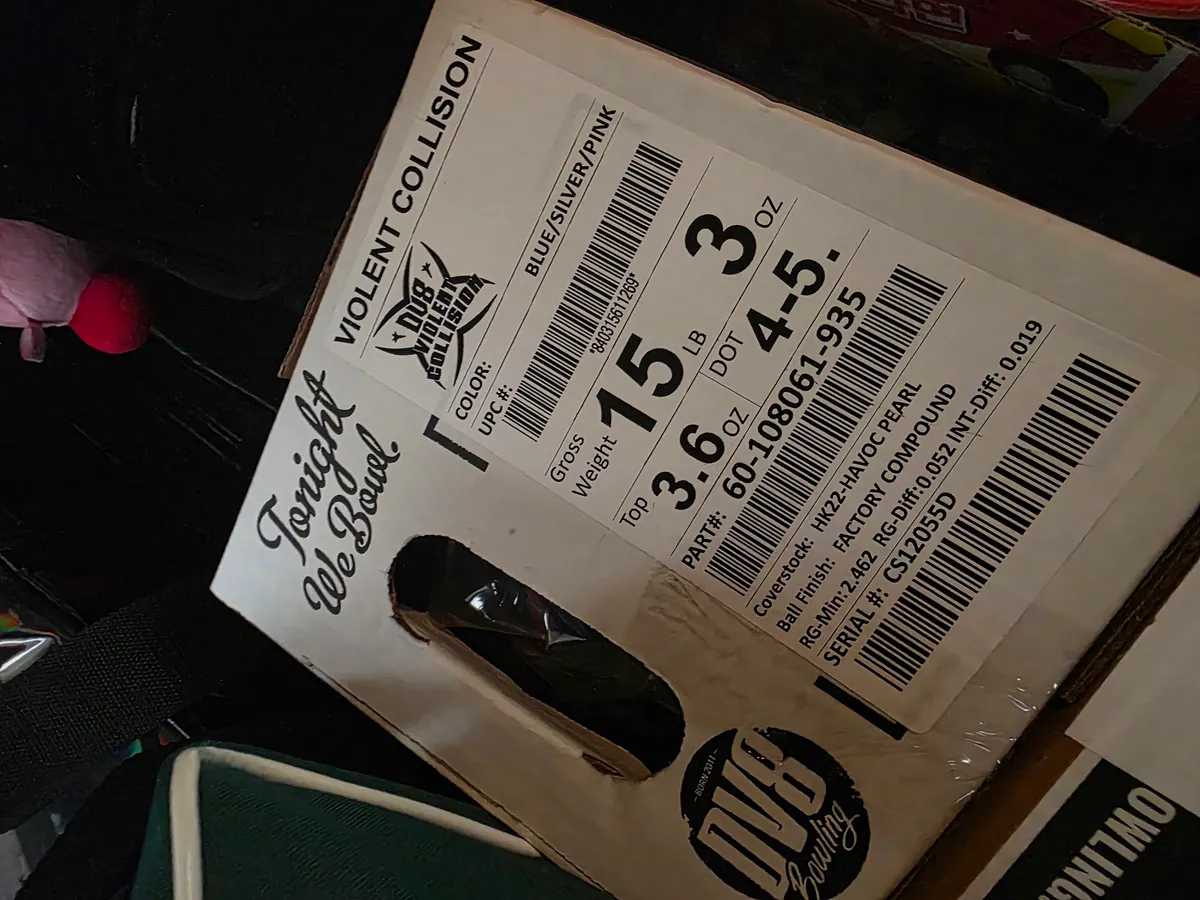 VIOLENT COLLISION
DV8
VIOLENT
COLLISION
COLOR: BLUE/SILVER/PINK
UPC #:
*840315611269*
Gross Weight 15 LB 3 OZ
Top 3.6 OZ DOT 4-5.
PART#: 60-108061-935
Coverstock: HK22-HAVOC PEARL
Ball Finish: FACTORY COMPOUND
RG-Min: 2.462 RG-Diff:0.052 INT-Diff: 0.019
SERIAL #: CS12055D
Tonight
We Bowl
BORN 2011
DV8
Bowling
OWLING